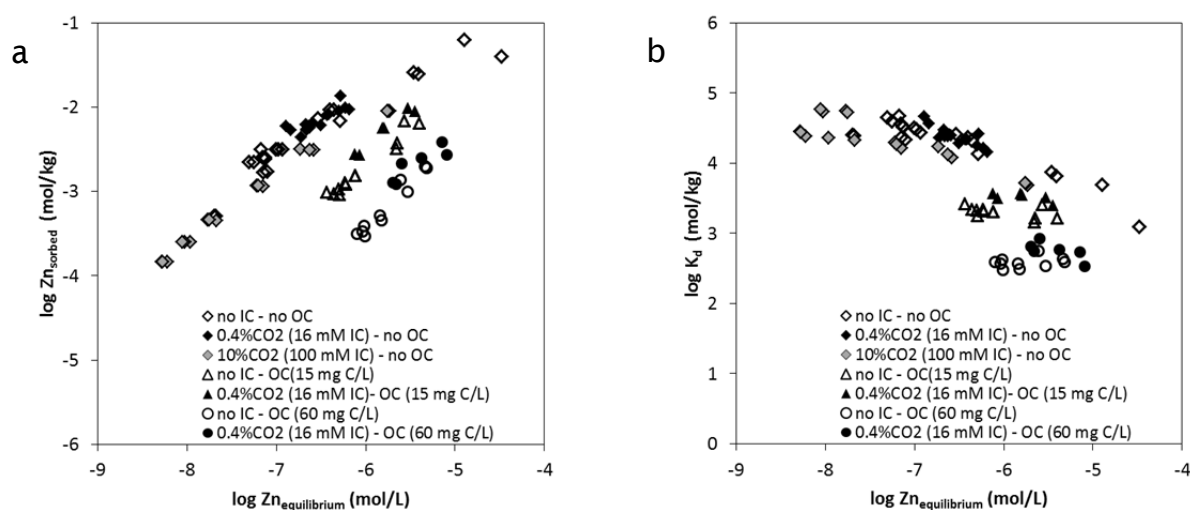 a
log Zn_sorbed (mol/kg)
-1
-2
-3
-4
-5
-6
-9
-8
-7
-6
-5
-4
log Zn_equilibrium (mol/L)
no IC - no OC
0.4%CO2 (16 mM IC) - no OC
10%CO2 (100 mM IC) - no OC
no IC - OC(15 mg C/L)
0.4%CO2 (16 mM IC)- OC (15 mg C/L)
no IC - OC (60 mg C/L)
0.4%CO2 (16 mM IC) - OC (60 mg C/L)
b
log K_d (mol/kg)
6
5
4
3
2
1
0
-9
-8
-7
-6
-5
-4
log Zn_equilibrium (mol/L)
no IC - no OC
0.4%CO2 (16 mM IC) - no OC
10%CO2 (100 mM IC) - no OC
no IC - OC(15 mg C/L)
0.4%CO2 (16 mM IC)- OC (15 mg C/L)
no IC - OC (60 mg C/L)
0.4%CO2 (16 mM IC) - OC (60 mg C/L)